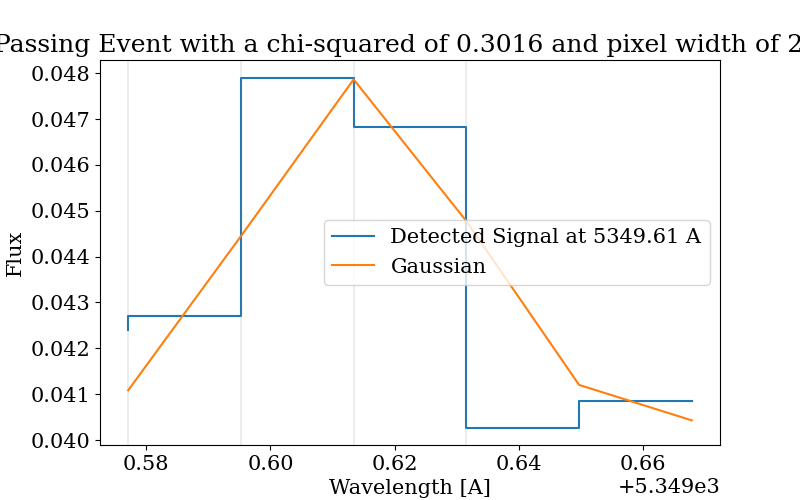 Passing Event with a chi-squared of 0.3016 and pixel width of 2
0.048
0.047
0.046
0.045
0.044
0.043
0.042
0.041
0.040
Flux
Detected Signal at 5349.61 A
Gaussian
0.58 0.60 0.62 0.64 0.66
Wavelength [A]
+5.349e3